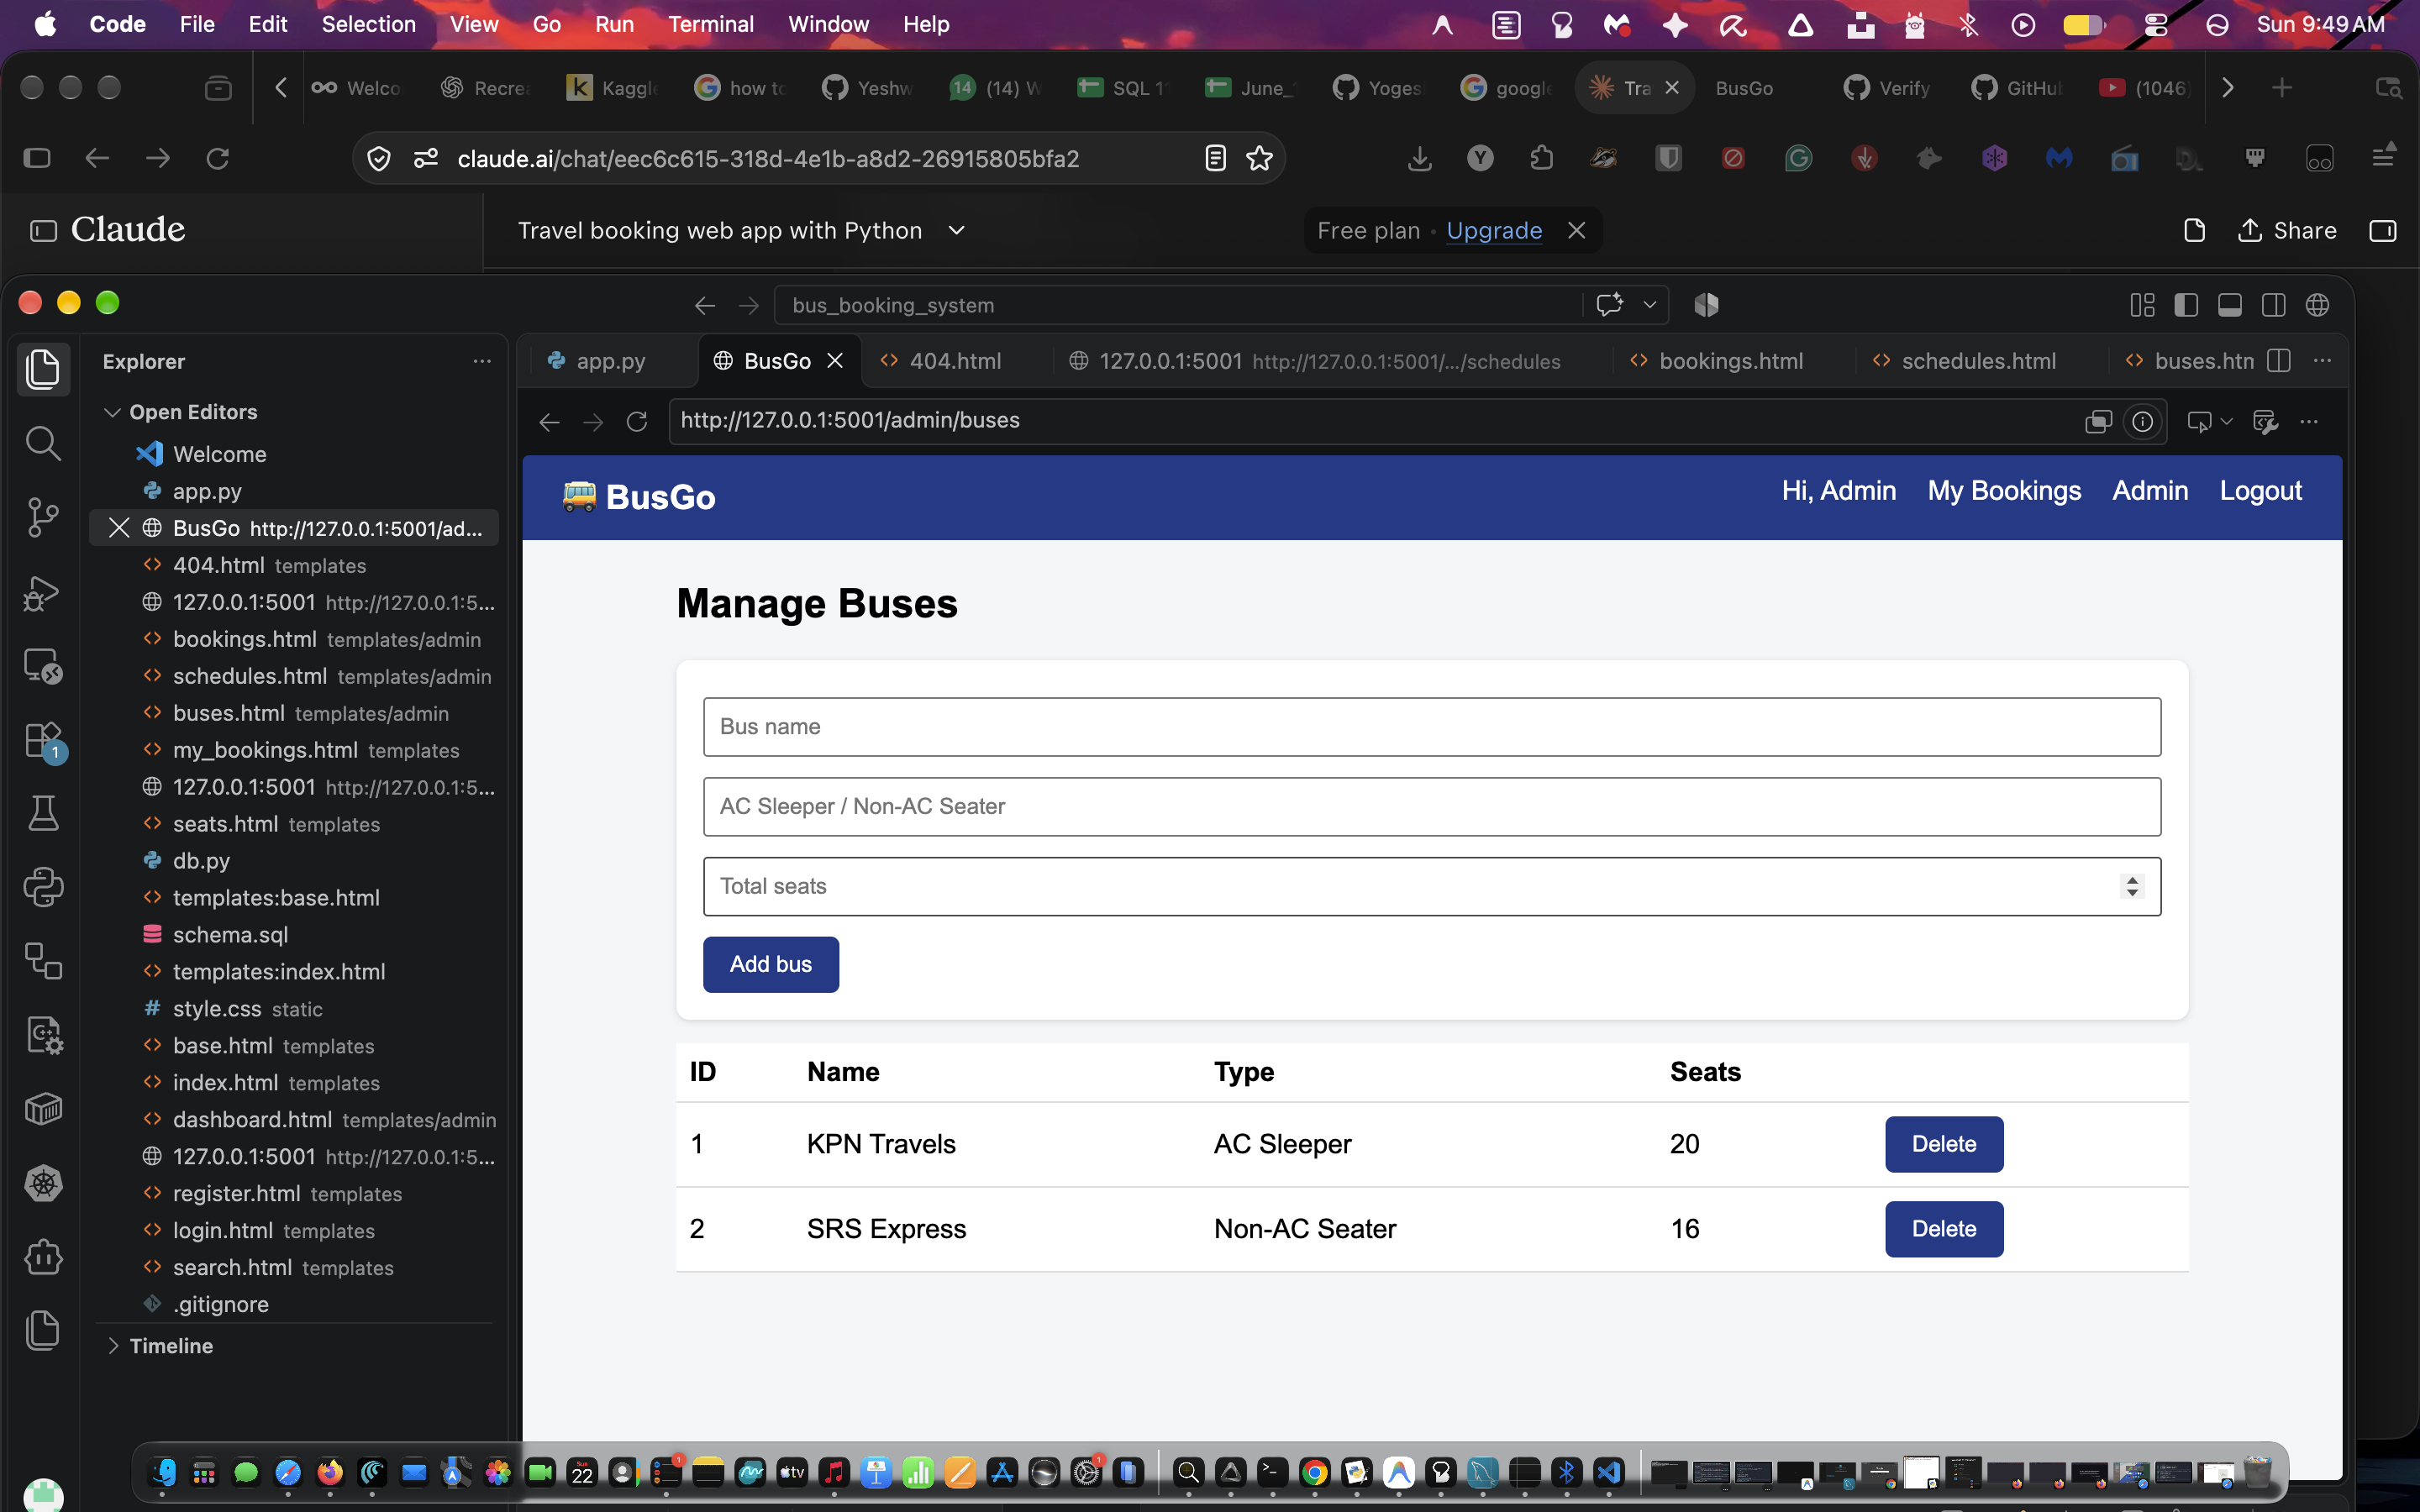 Code File Edit Selection View Go Run Terminal Window Help Sun 9:49 AM
Welco Recre Kaggle how to Yeshw 14 (14) W SQL 1 June_ Yoges google Tra BusGo Verify GitHub (1046)
claude.ai/chat/eec6c615-318d-4e1b-a8d2-26915805bfa2
Claude Travel booking web app with Python Free plan · Upgrade Share
bus_booking_system
Explorer
app.py BusGo 404.html 127.0.0.1:5001 http://127.0.0.1:5001/.../schedules bookings.html schedules.html buses.htn
http://127.0.0.1:5001/admin/buses
Open Editors
Welcome
app.py
BusGo http://127.0.0.1:5001/ad...
404.html templates
127.0.0.1:5001 http://127.0.0.1:5...
bookings.html templates/admin
schedules.html templates/admin
buses.html templates/admin
1
my_bookings.html templates
127.0.0.1:5001 http://127.0.0.1:5...
seats.html templates
db.py
templates:base.html
schema.sql
templates:index.html
style.css static
base.html templates
index.html templates
dashboard.html templates/admin
127.0.0.1:5001 http://127.0.0.1:5...
register.html templates
login.html templates
search.html templates
.gitignore
Timeline
BusGo Hi, Admin My Bookings Admin Logout
Manage Buses
Bus name
AC Sleeper / Non-AC Seater
Total seats
Add bus
ID Name Type Seats
1 KPN Travels AC Sleeper 20 Delete
2 SRS Express Non-AC Seater 16 Delete
22 1 tv 1